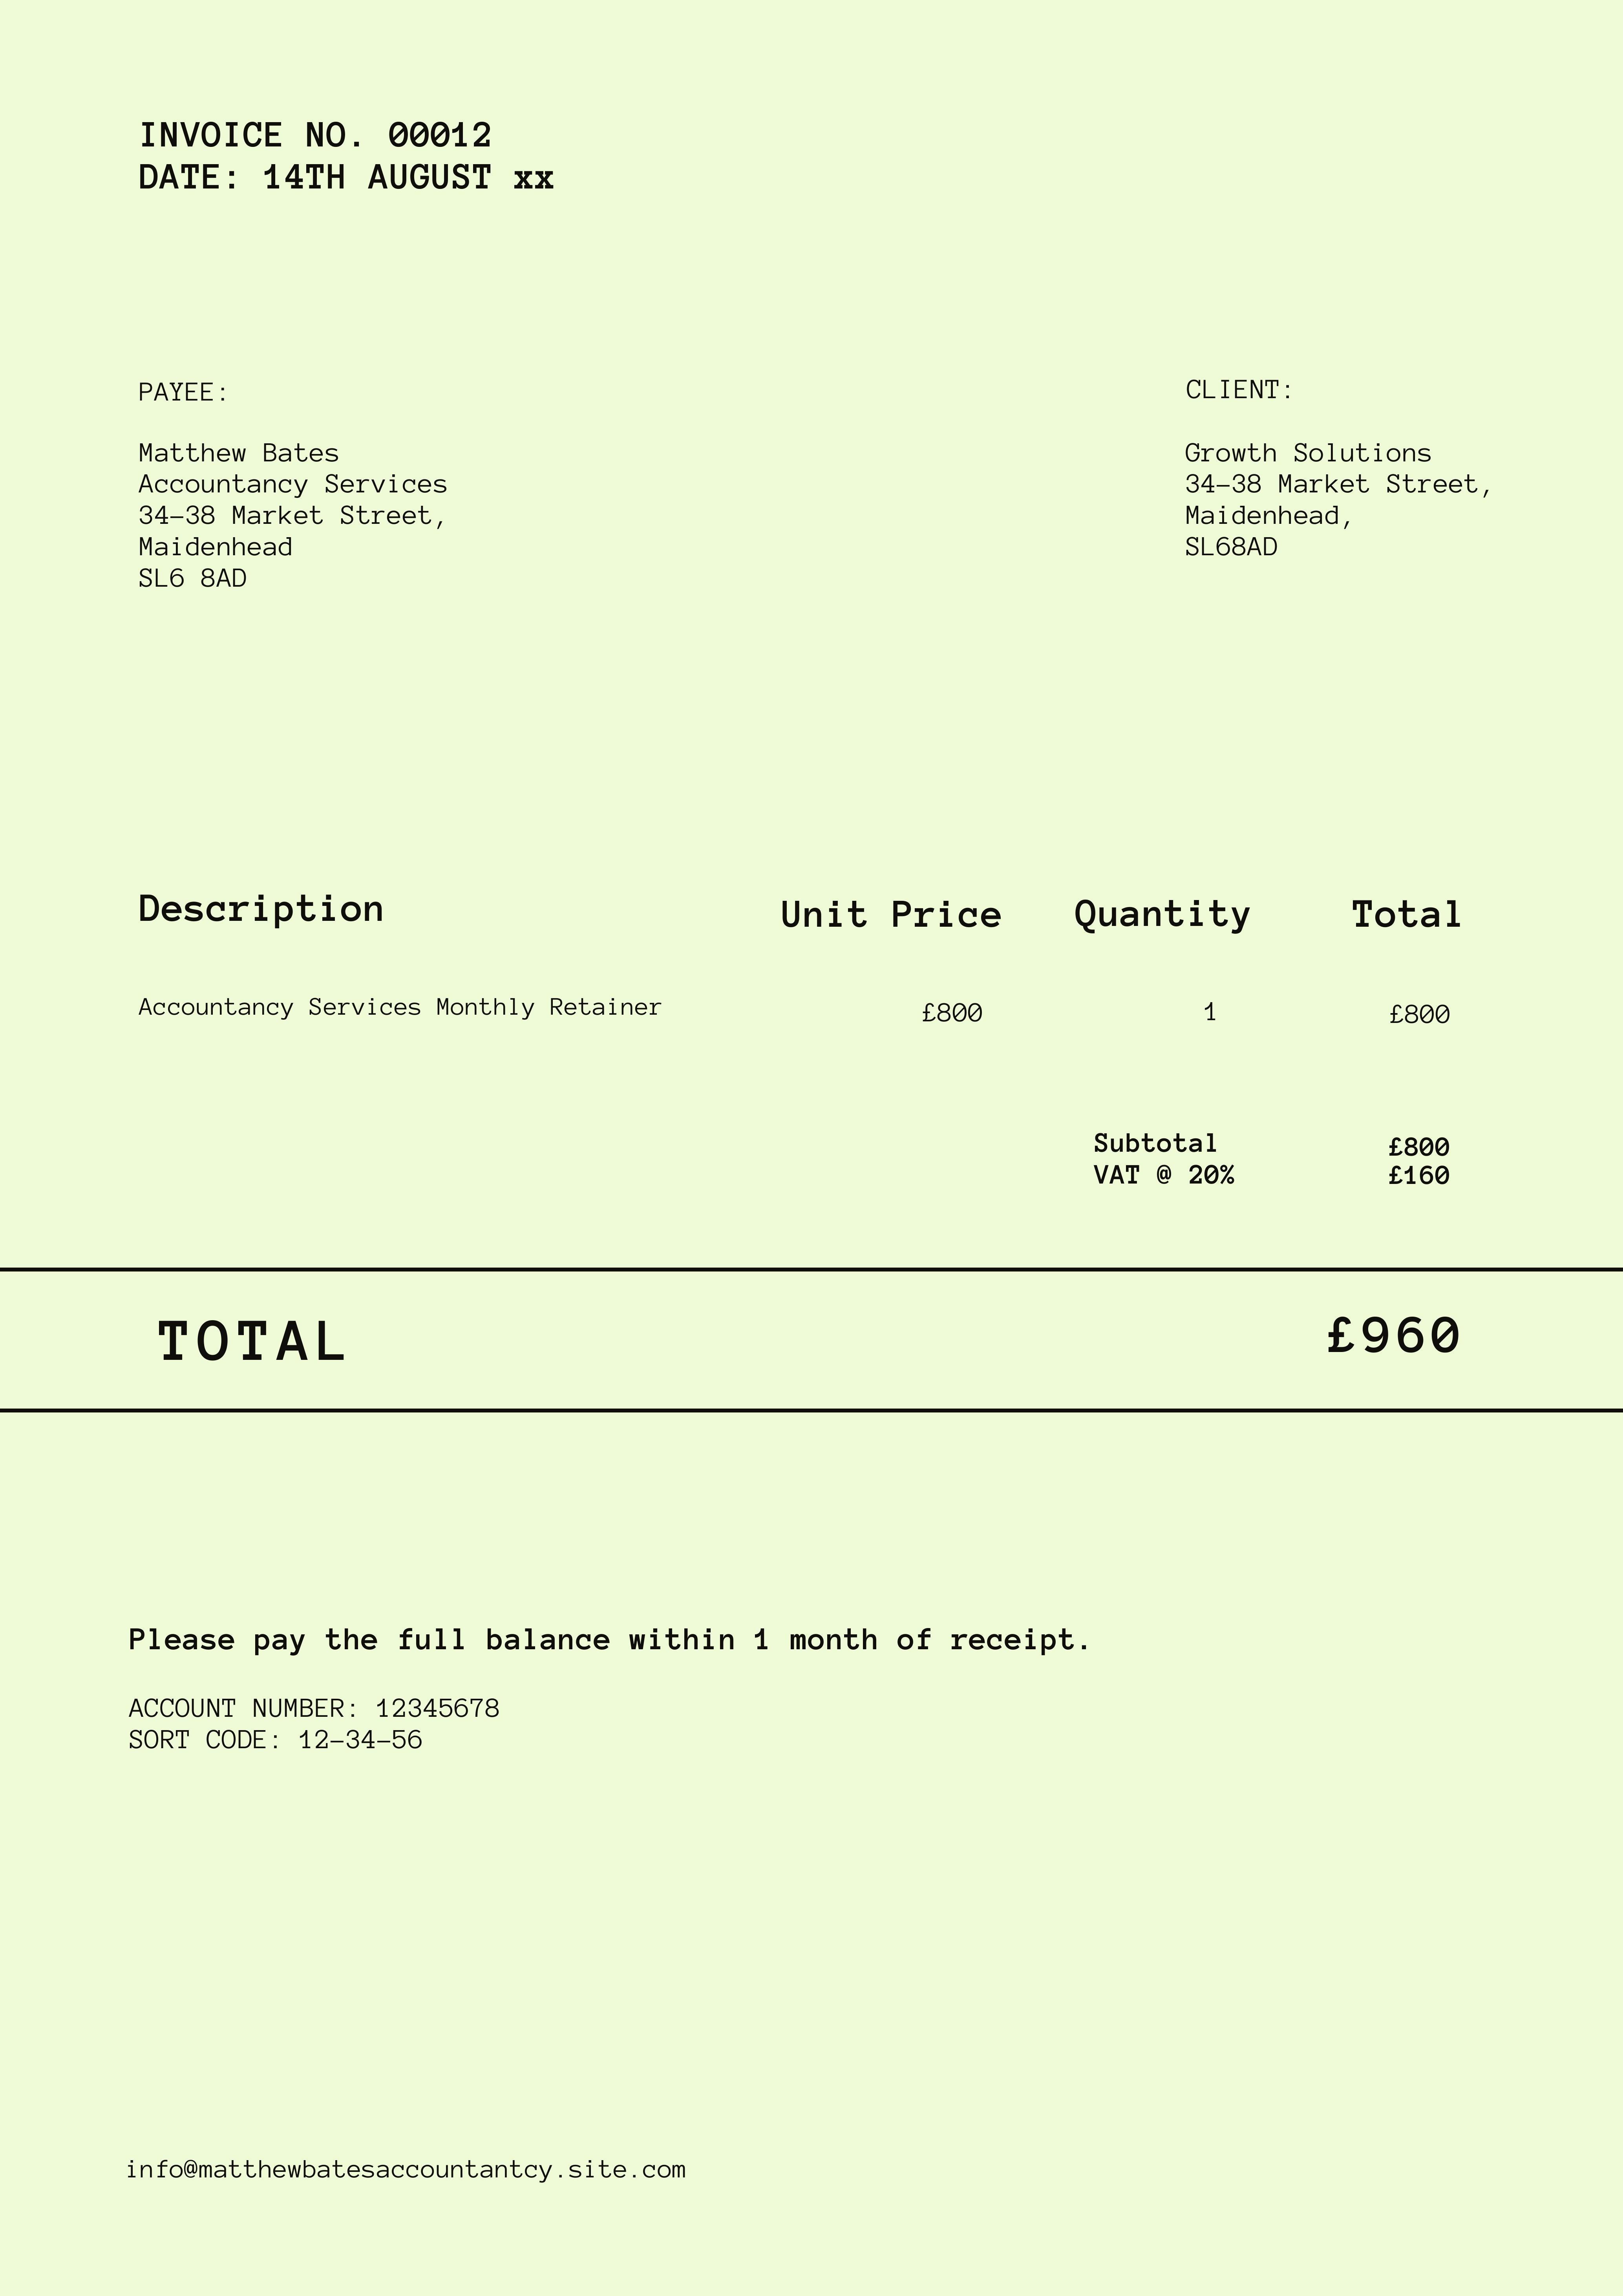 INVOICE NO. 00012
DATE: 14TH AUGUST xx
PAYEE:
Matthew Bates
Accountancy Services
34-38 Market Street,
Maidenhead
SL6 8AD
CLIENT:
Growth Solutions
34-38 Market Street,
Maidenhead,
SL68AD
Description Unit Price Quantity Total
Accountancy Services Monthly Retainer £800 1 £800
Subtotal £800
VAT @ 20% £160
TOTAL £960
Please pay the full balance within 1 month of receipt.
ACCOUNT NUMBER: 12345678
SORT CODE: 12-34-56
info@matthewbatesaccountantcy.site.com